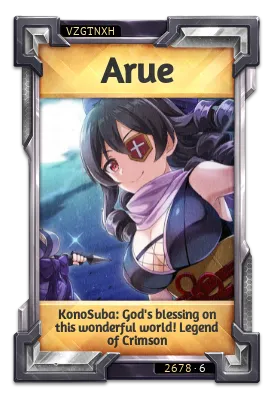 VZGTNXH
Arue
KonoSuba: God's blessing on
this wonderful world! Legend
of Crimson
2678·6